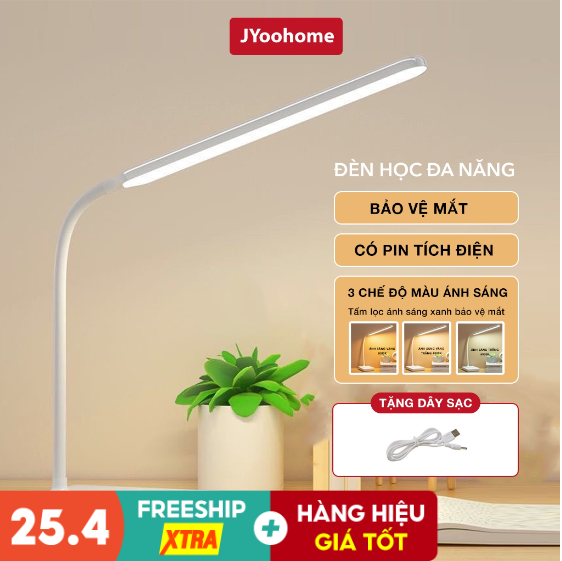 JYoohome
ĐÈN HỌC ĐA NĂNG
BẢO VỆ MẮT
CÓ PIN TÍCH ĐIỆN
3 CHẾ ĐỘ MÀU ÁNH SÁNG
Tấm lọc ánh sáng xanh bảo vệ mắt
TẶNG DÂY SẠC
25.4
FREESHIP
XTRA
HÀNG HIỆU
GIÁ TỐT